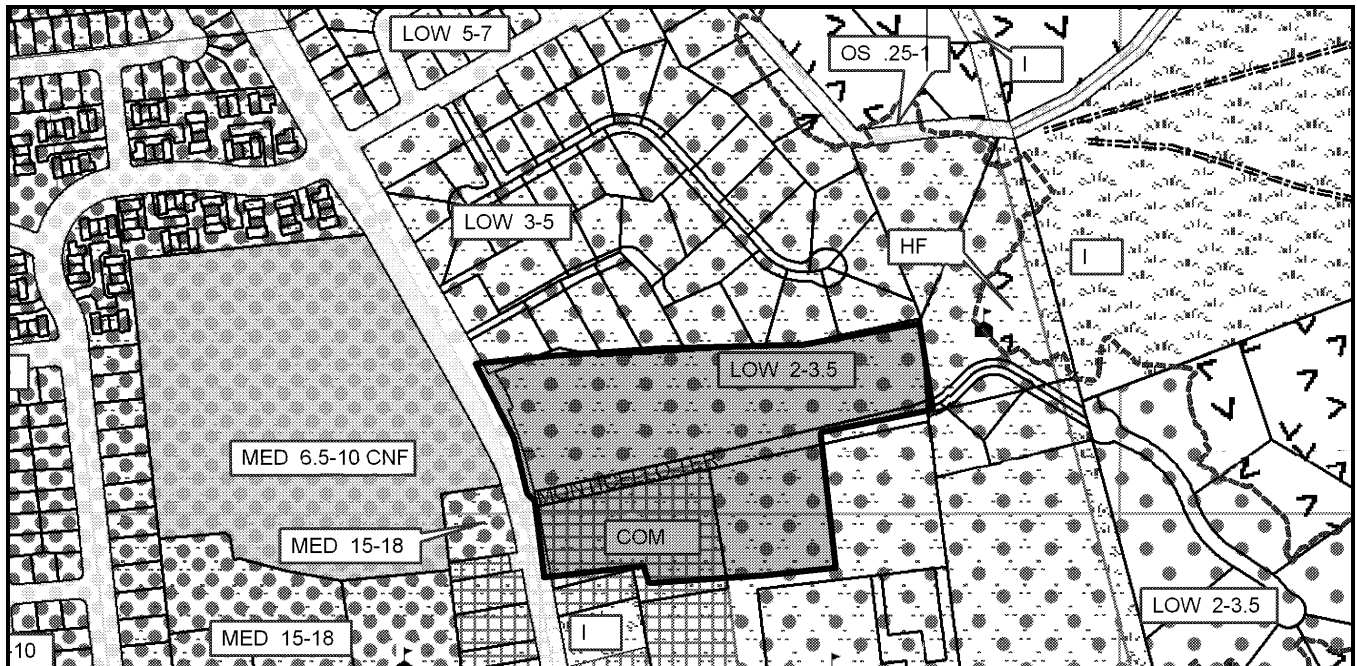 LOW 5-7
OS .25-1
I
LOW 3-5
HF
I
LOW 2-3.5
MED 6.5-10 CNF
MONTICELLO TER
COM
MED 15-18
LOW 2-3.5
MED 15-18
I
-10